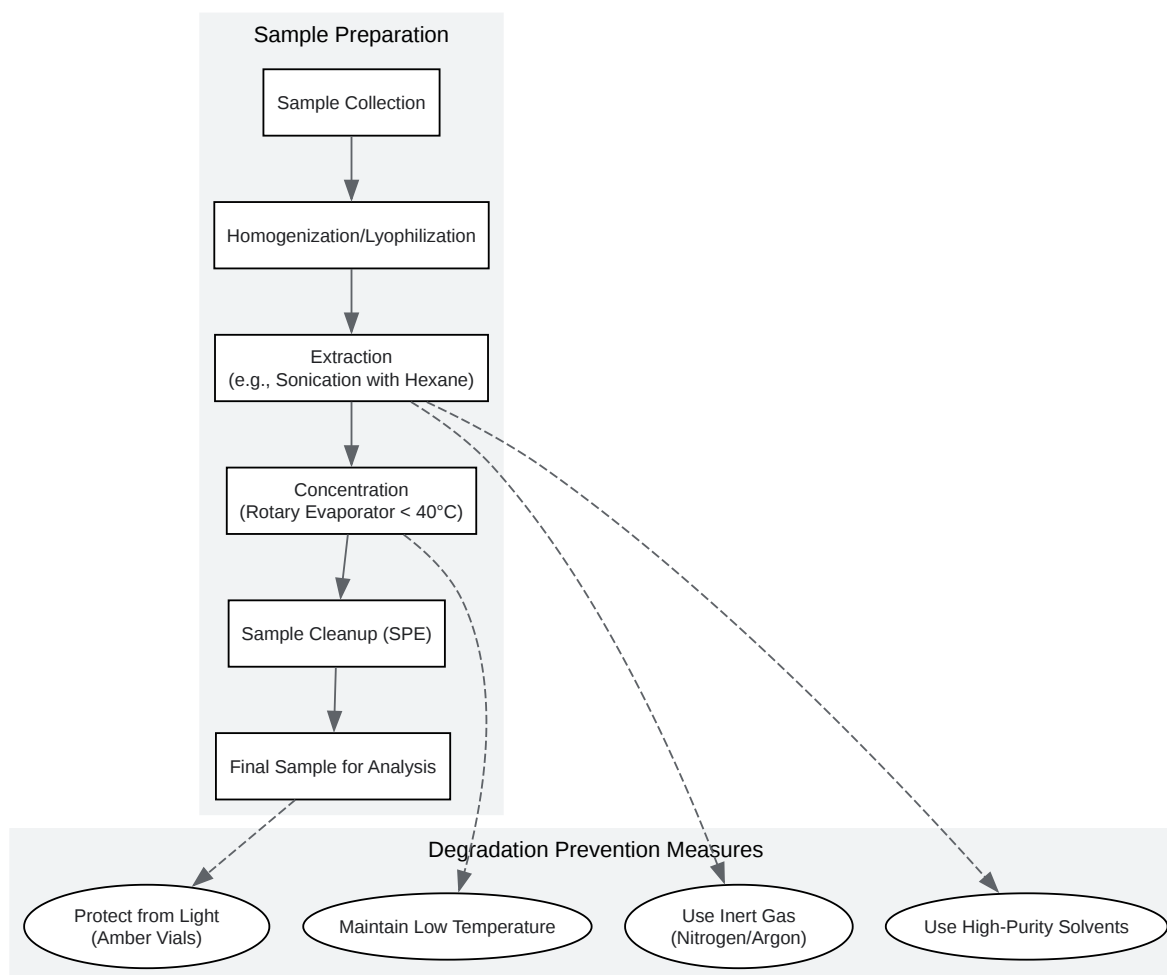 Sample Preparation
Sample Collection
Homogenization/Lyophilization
Extraction
(e.g., Sonication with Hexane)
Concentration
(Rotary Evaporator < 40°C)
Sample Cleanup (SPE)
Final Sample for Analysis
Degradation Prevention Measures
Protect from Light
(Amber Vials)
Maintain Low Temperature
Use Inert Gas
(Nitrogen/Argon)
Use High-Purity Solvents